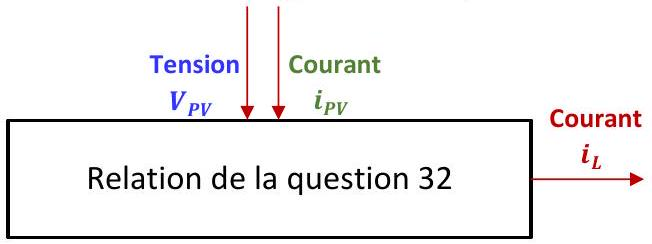 Tension Courant
V_PV i_PV
Courant
i_L
Relation de la question 32